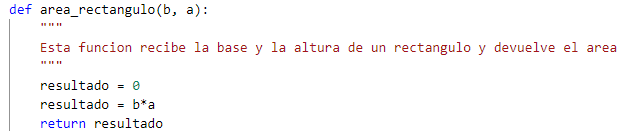 def area_rectangulo(b, a):
    """
    Esta funcion recibe la base y la altura de un rectangulo y devuelve el area
    """
    resultado = 0
    resultado = b*a
    return resultado